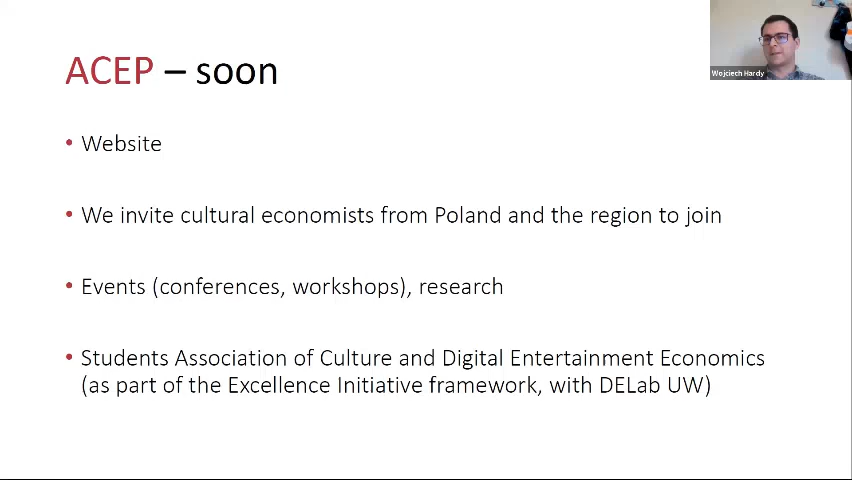 ACEP – soon
Wojciech Hardy
• Website
• We invite cultural economists from Poland and the region to join
• Events (conferences, workshops), research
• Students Association of Culture and Digital Entertainment Economics
(as part of the Excellence Initiative framework, with DELab UW)